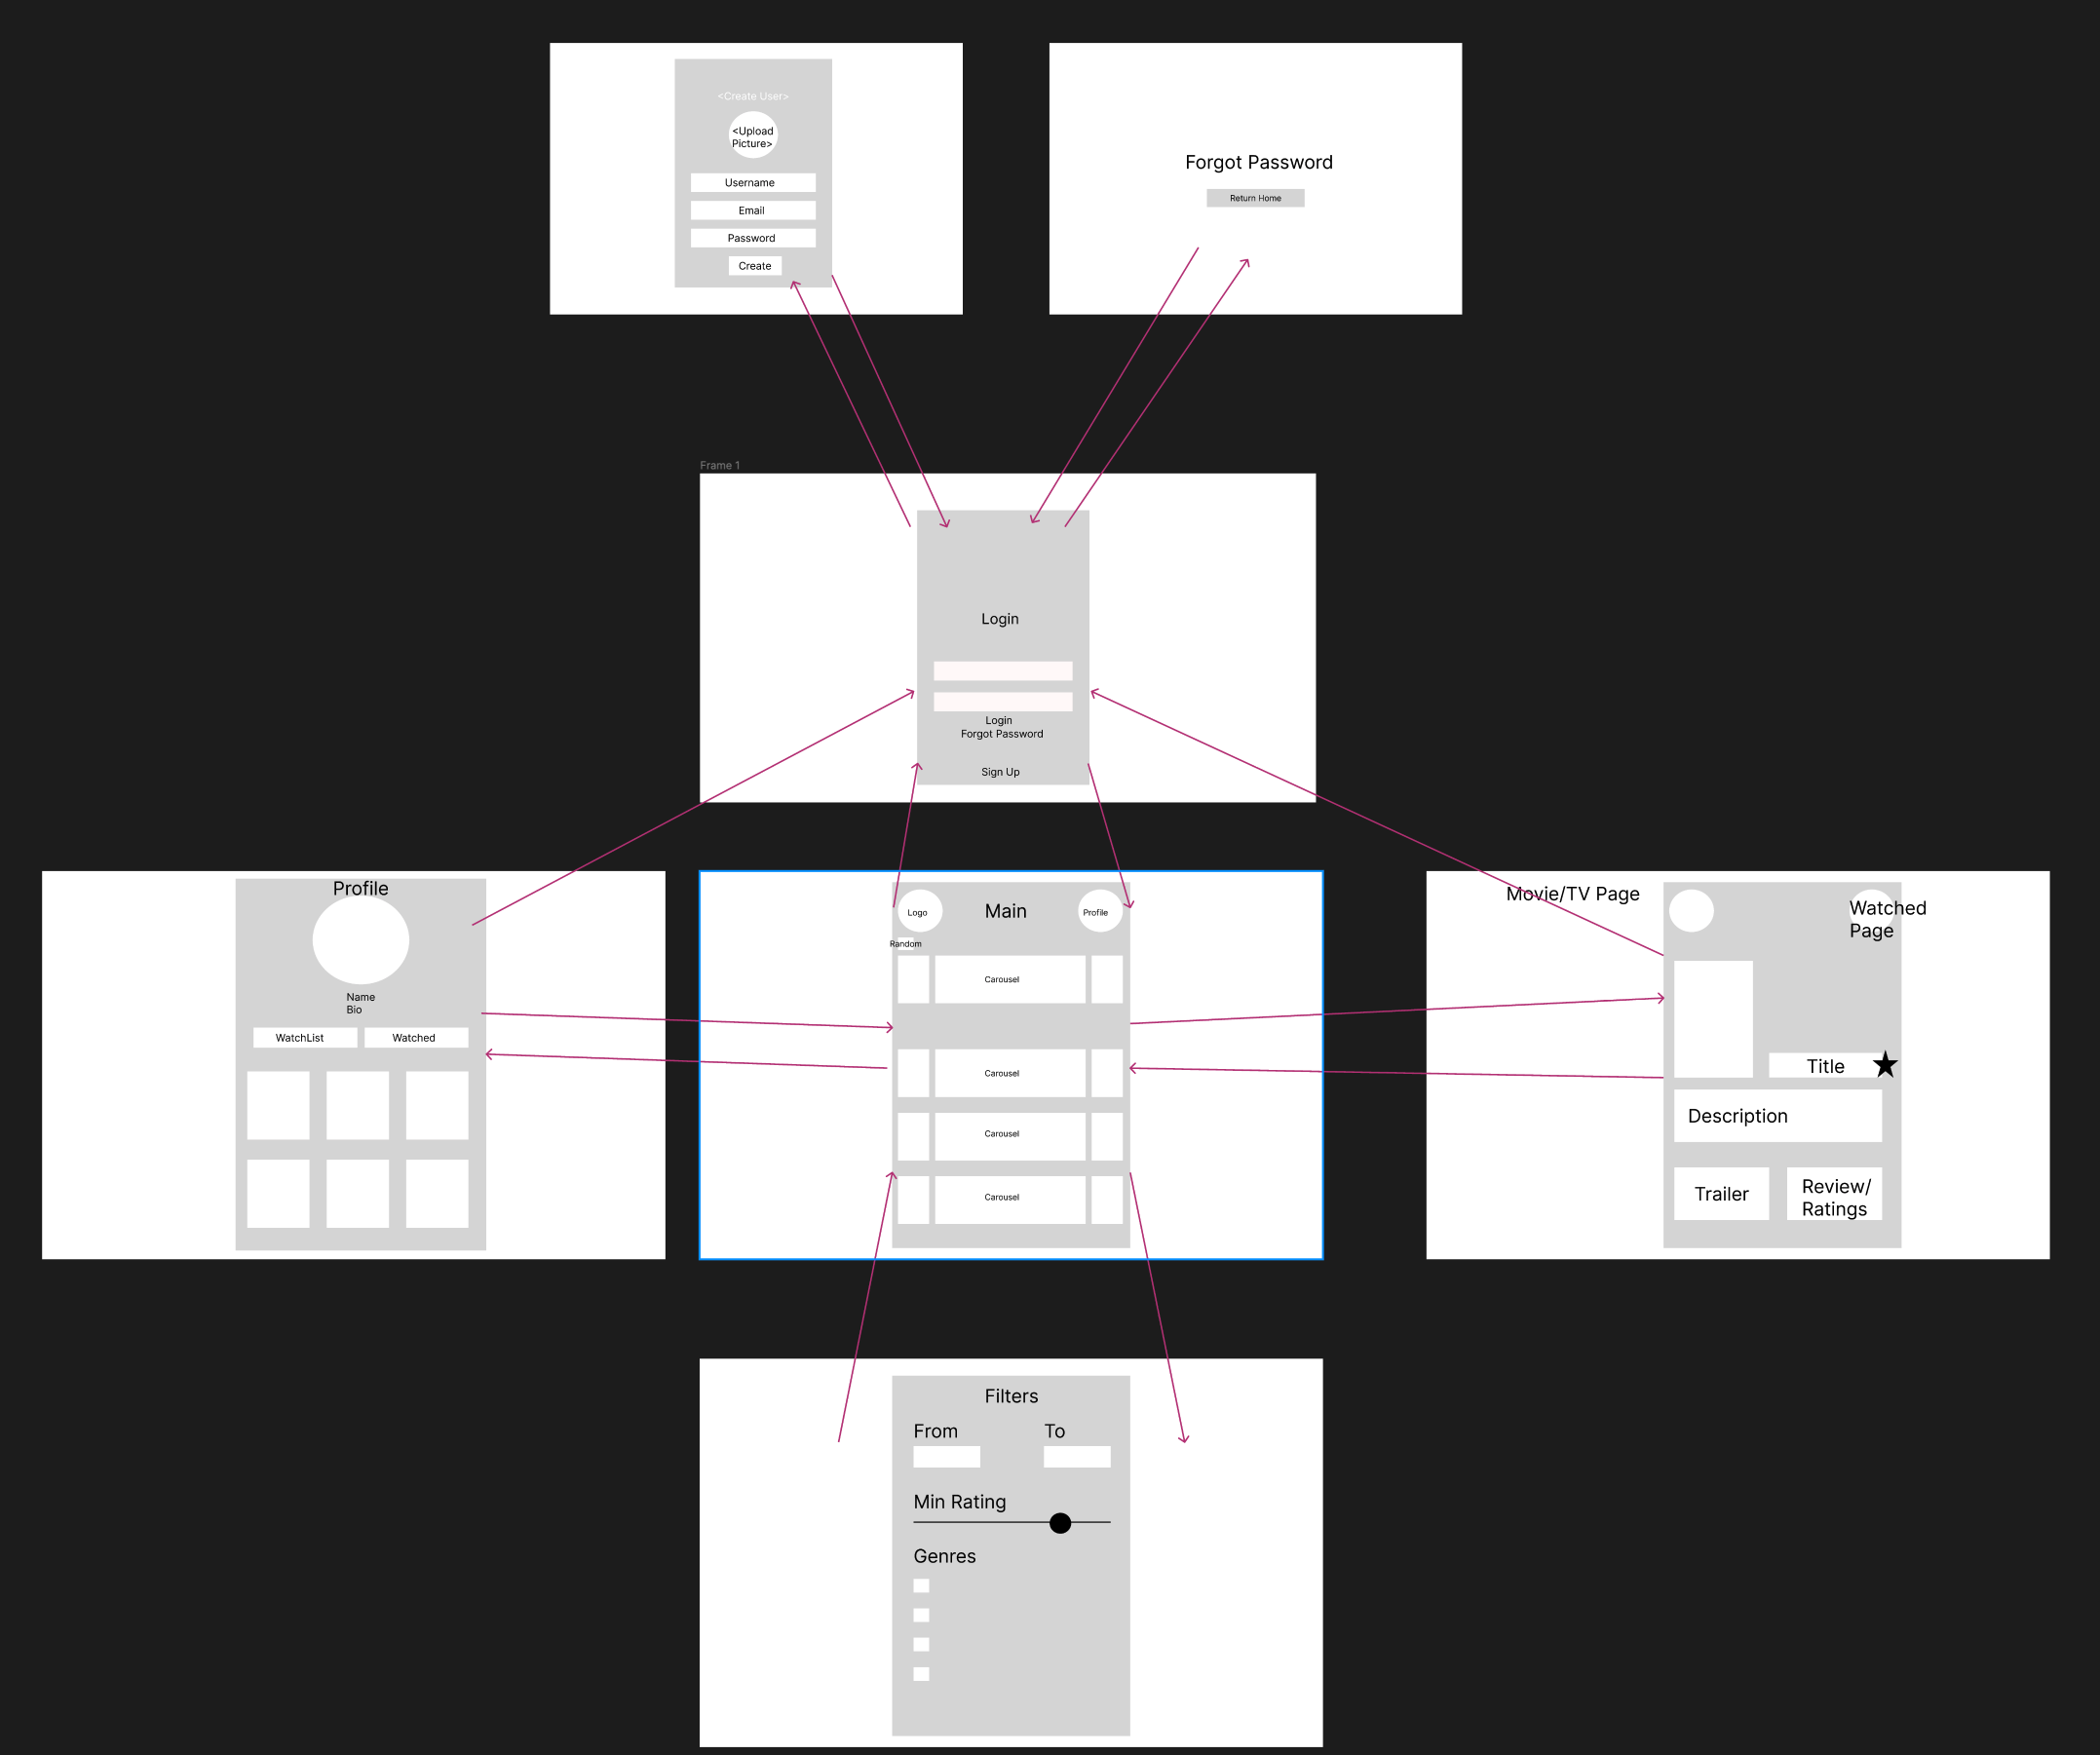 <Create User>
<Upload
Picture>
Username
Email
Password
Create
Forgot Password
Return Home
Frame 1
Login
Login
Forgot Password
Sign Up
Profile
Name
Bio
WatchList
Watched
Logo
Main
Profile
Random
Carousel
Carousel
Carousel
Carousel
Movie/TV Page
Watched
Page
Title
Description
Trailer
Review/
Ratings
Filters
From
To
Min Rating
Genres